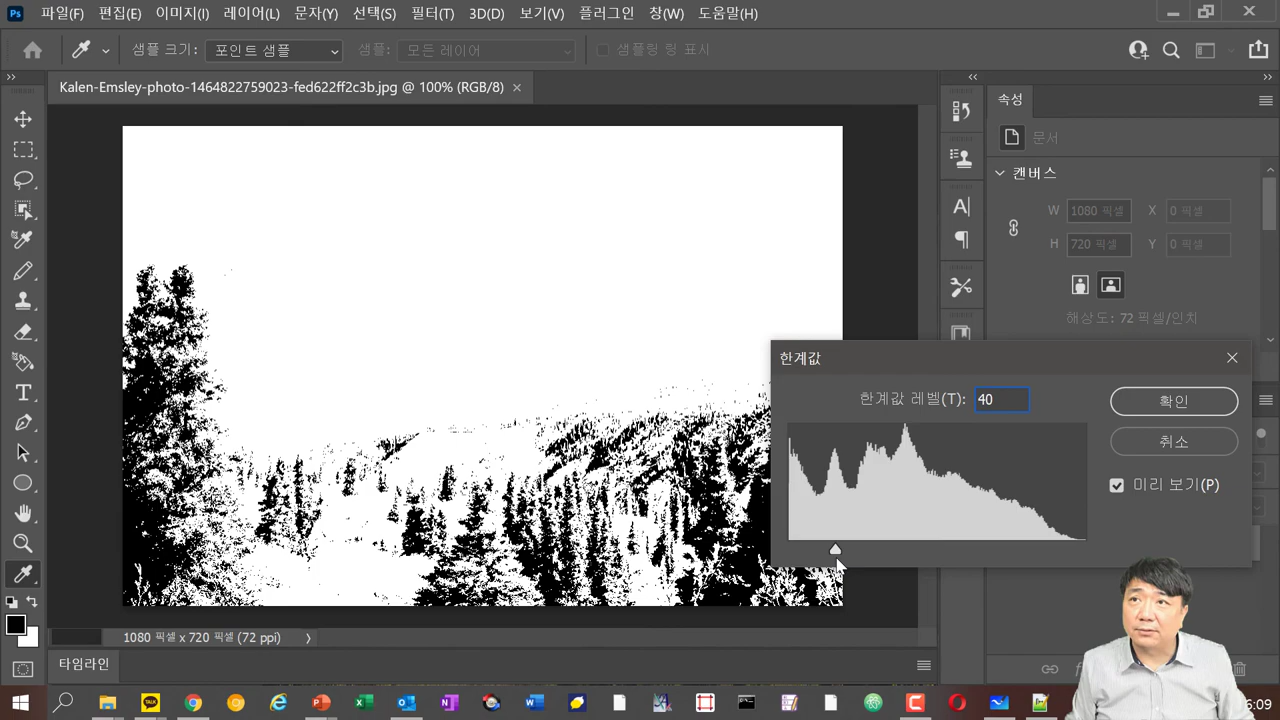 Ps 파일(F) 편집(E) 이미지(I) 레이어(L) 문자(Y) 선택(S) 필터(T) 3D(D) 보기(V) 플러그인 창(W) 도움말(H)
샘플 크기: 포인트 샘플 샘플: 모든 레이어 샘플링 링 표시
Kalen-Emsley-photo-1464822759023-fed622ff2c3b.jpg @ 100% (RGB/8)
속성
문서
캔버스
W 1080 픽셀 X 0 픽셀
H 720 픽셀 Y 0 픽셀
해상도: 72 픽셀/인치
한계값
한계값 레벨(T): 40
확인
취소
미리 보기(P)
1080 픽셀 x 720 픽셀 (72 ppi)
타임라인
TALK